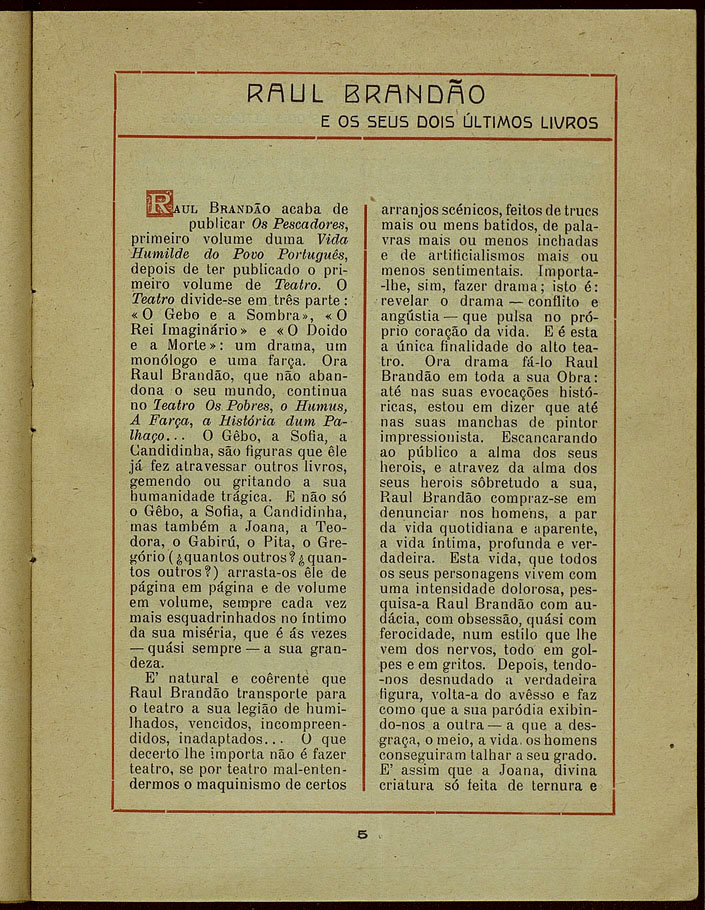 RAUL BRANDÃO
E OS SEUS DOIS ÚLTIMOS LIVROS
RAUL BRANDÃO acaba de
publicar Os Pescadores,
primeiro volume duma Vida
Humilde do Povo Português,
depois de ter publicado o pri-
meiro volume de Teatro. O
Teatro divide-se em três parte:
«O Gebo e a Sombra», «O
Rei Imaginário» e «O Doido
e a Morte»: um drama, um
monólogo e uma farça. Ora
Raul Brandão, que não aban-
dona o seu mundo, continua
no Teatro Os Pobres, o Humus,
A Farça, a História dum Pa-
lhaço... O Gêbo, a Sofia, a
Candidinha, são figuras que êle
já fez atravessar outros livros,
gemendo ou gritando a sua
humanidade trágica. E não só
o Gêbo, a Sofia, a Candidinha,
mas também a Joana, a Teo-
dora, o Gabirú, o Pita, o Gre-
gório (¿quantos outros? ¿quan-
tos outros?) arrasta-os êle de
página em página e de volume
em volume, sempre cada vez
mais esquadrinhados no íntimo
da sua miséria, que é ás vezes
— quási sempre — a sua gran-
deza.
E' natural e coêrente que
Raul Brandão transporte para
o teatro a sua legião de humi-
lhados, vencidos, incompreen-
didos, inadaptados... O que
decerto lhe importa não é fazer
teatro, se por teatro mal-enten-
dermos o maquinismo de certos
arranjos scénicos, feitos de trucs
mais ou mens batidos, de pala-
vras mais ou menos inchadas
e de artificialismos mais ou
menos sentimentais. Importa-
-lhe, sim, fazer drama; isto é:
revelar o drama — conflito e
angústia — que pulsa no pró-
prio coração da vida. E é esta
a única finalidade do alto tea-
tro. Ora drama fá-lo Raul
Brandão em toda a sua Obra:
até nas suas evocações histó-
ricas, estou em dizer que até
nas suas manchas de pintor
impressionista. Escancarando
ao público a alma dos seus
herois, e atravez da alma dos
seus herois sôbretudo a sua,
Raul Brandão compraz-se em
denunciar nos homens, a par
da vida quotidiana e aparente,
a vida íntima, profunda e ver-
dadeira. Esta vida, que todos
os seus personagens vivem com
uma intensidade dolorosa, pes-
quisa-a Raul Brandão com au-
dácia, com obsessão, quási com
ferocidade, num estilo que lhe
vem dos nervos, todo em gol-
pes e em gritos. Depois, tendo-
-nos desnudado a verdadeira
figura, volta-a do avêsso e faz
como que a sua paródia exibin-
do-nos a outra — a que a des-
graça, o meio, a vida. os homens
conseguiram talhar a seu grado.
E' assim que a Joana, divina
criatura só feita de ternura e
5